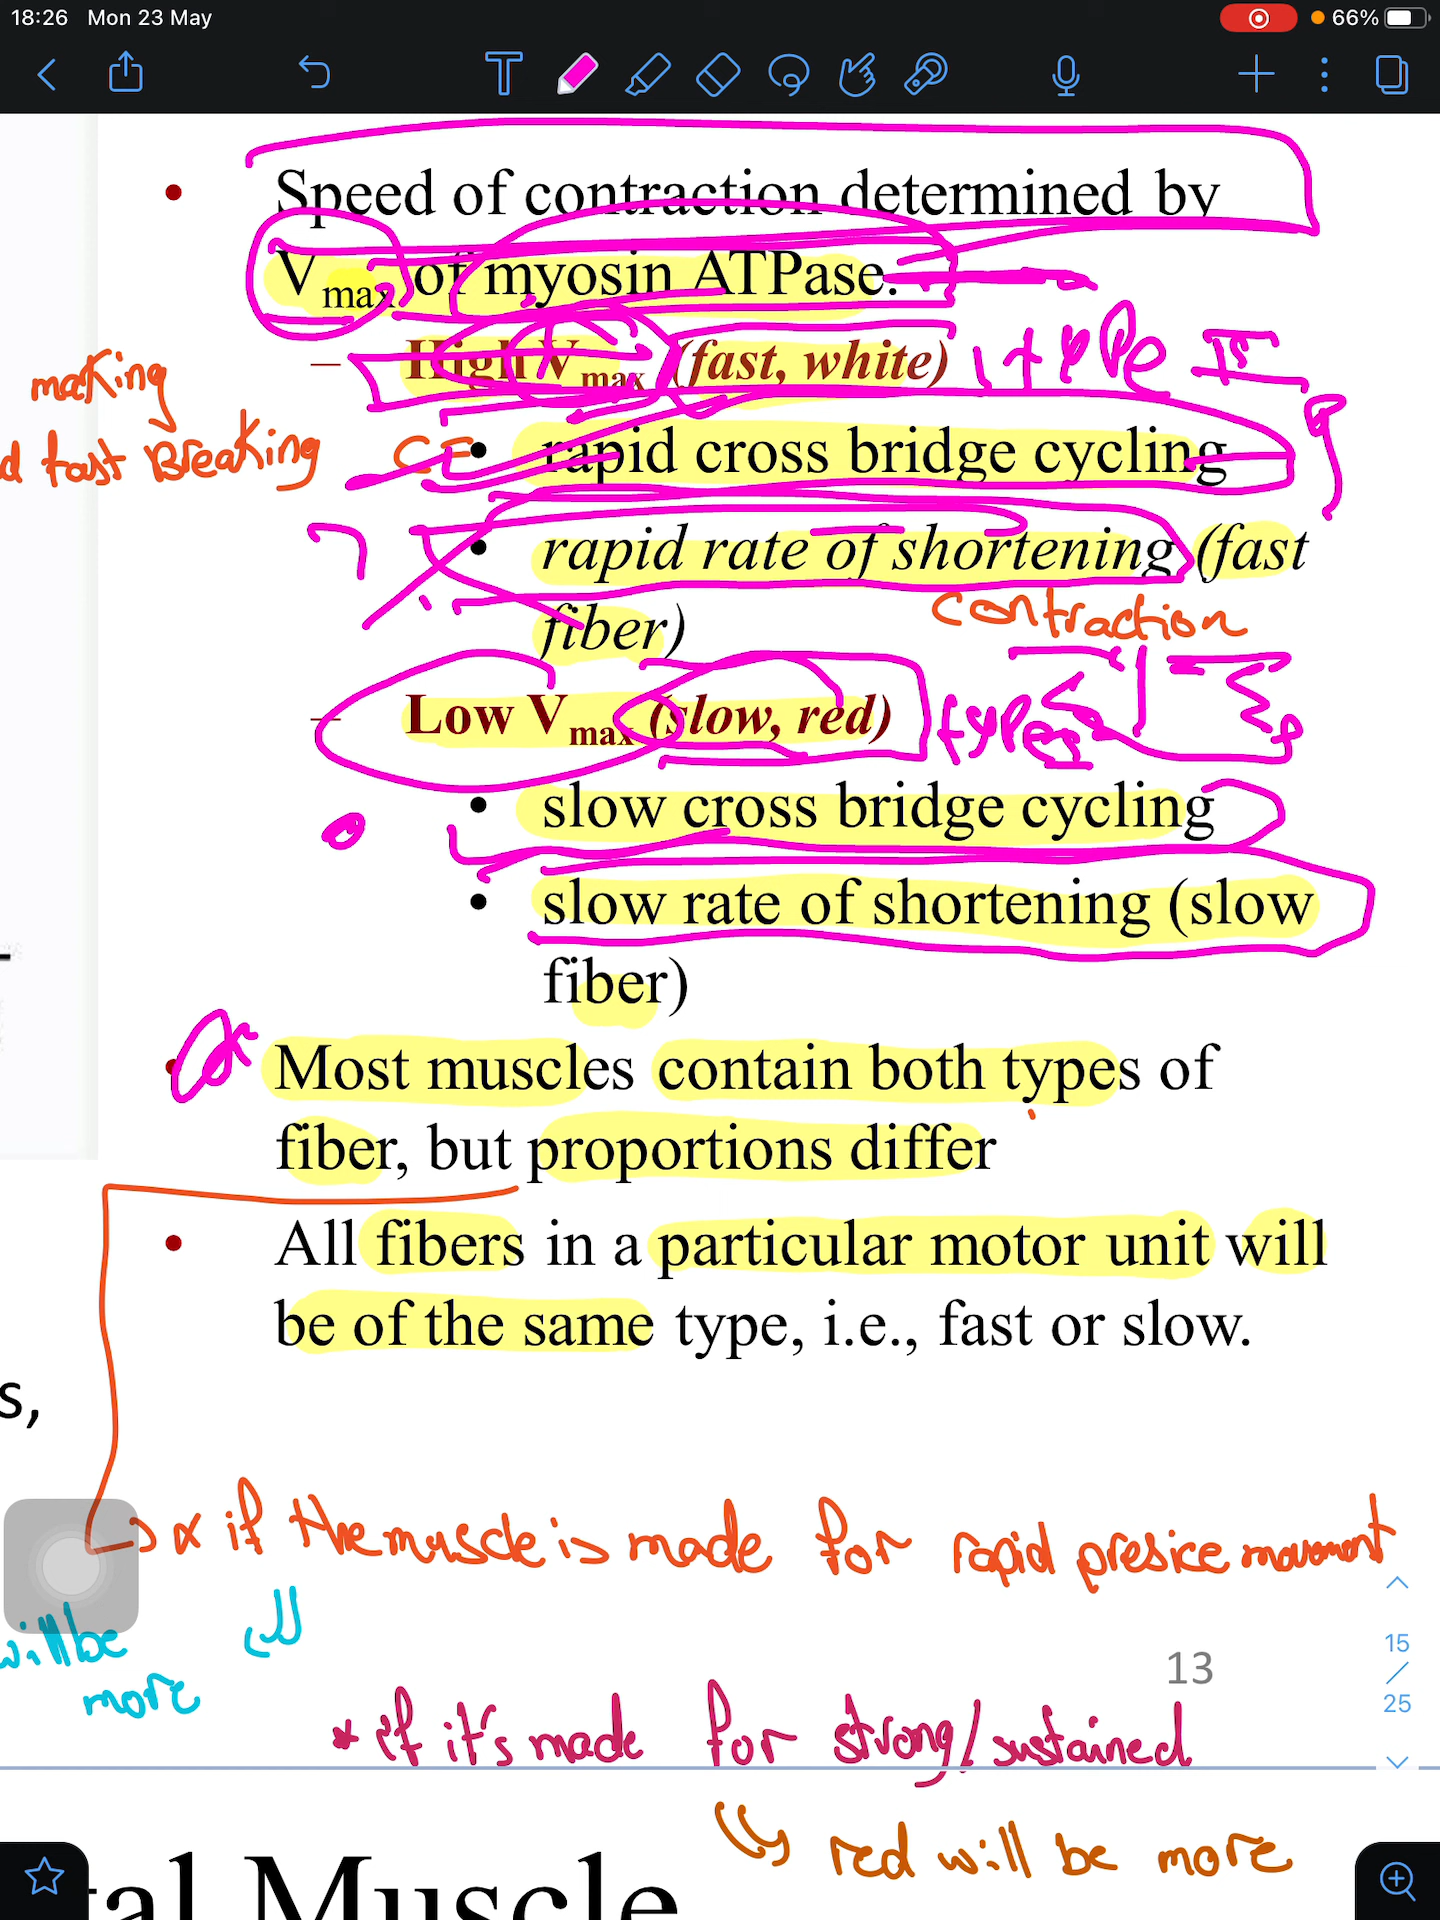 18:26 Mon 23 May
66%
• Speed of contraction determined by
Vmax of myosin ATPase.
– High Vmax (fast, white) type II
making
d fast Breaking CF
• rapid cross bridge cycling
• rapid rate of shortening (fast
fiber)
contraction
– Low Vmax (slow, red) types
• slow cross bridge cycling
• slow rate of shortening (slow
fiber)
• Most muscles contain both types of
fiber, but proportions differ
• All fibers in a particular motor unit will
be of the same type, i.e., fast or slow.
s,
if the muscle is made for rapid presice movement
will be
more
13
15
/
25
* if it's made for strong/sustained
red will be more
tal Muscle